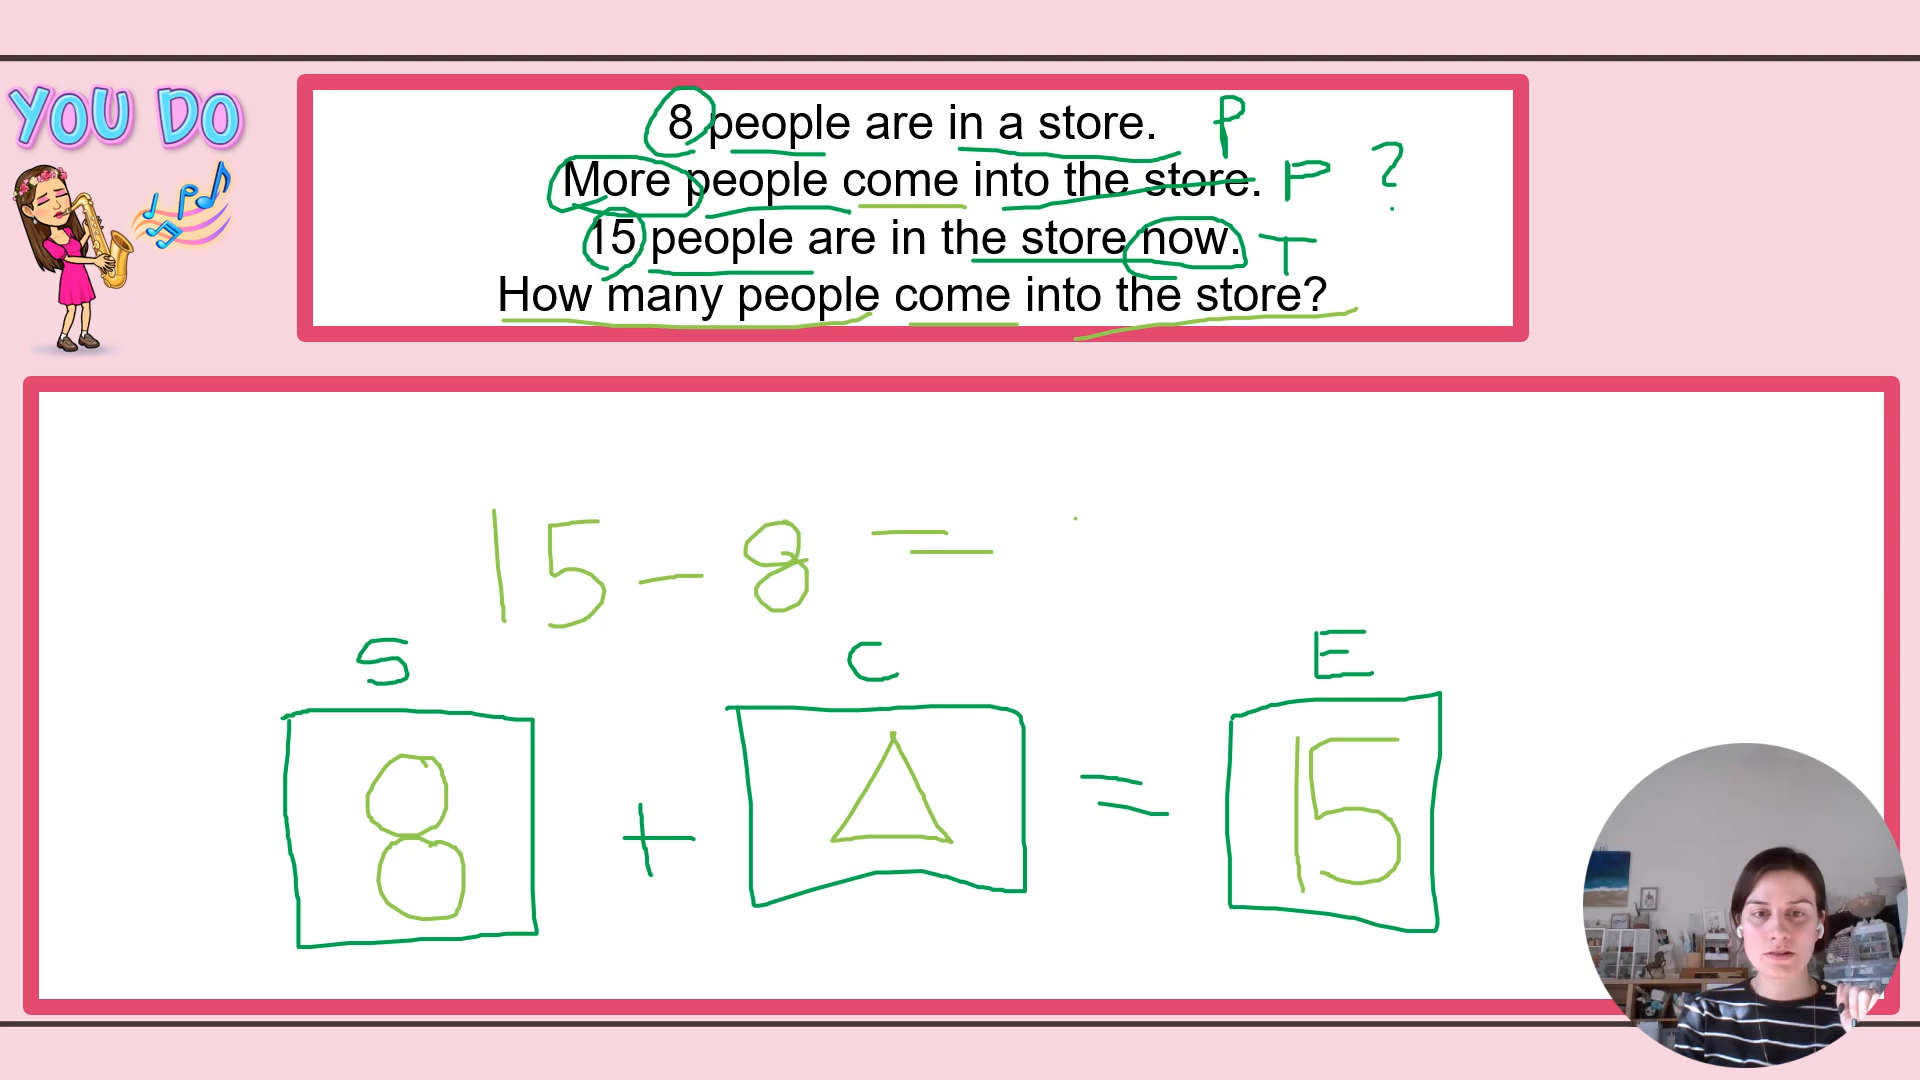 YOU DO
8 people are in a store. P
More people come into the store. P ?
15 people are in the store now. T
How many people come into the store?
15 - 8 =
S C E
8 + △ = 15